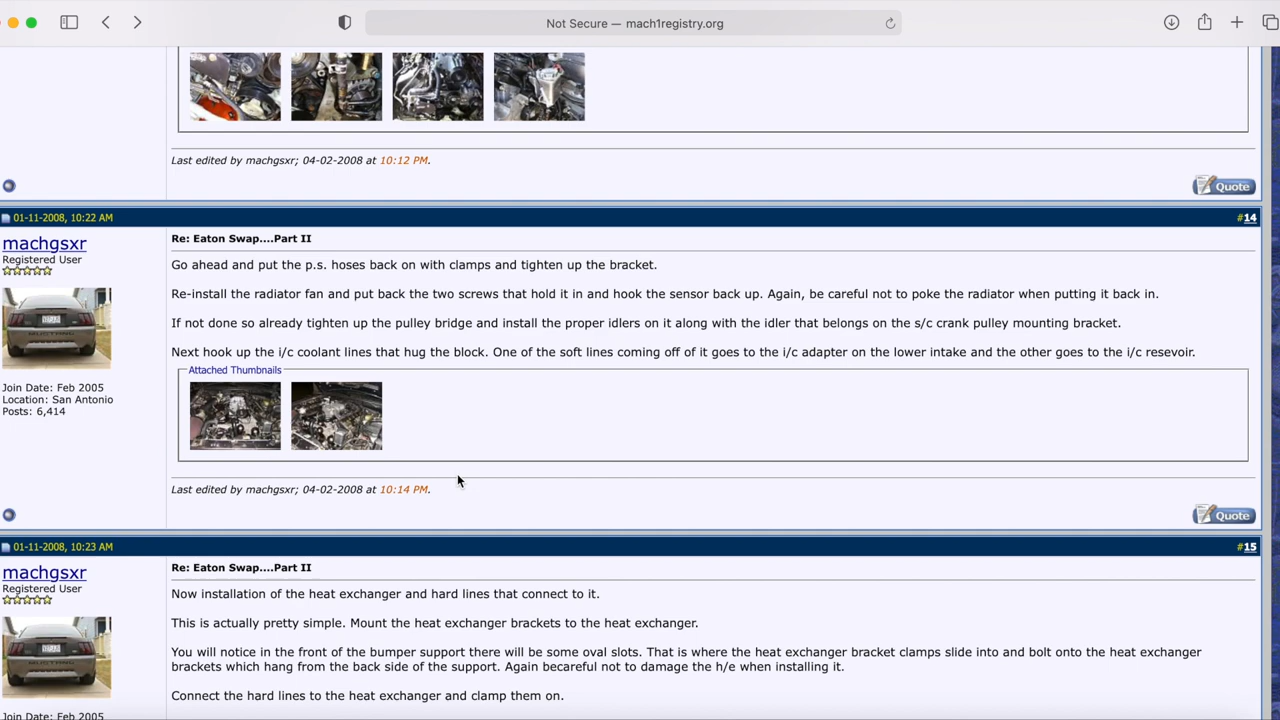 Not Secure — mach1registry.org
Last edited by machgsxr; 04-02-2008 at 10:12 PM.
Quote
01-11-2008, 10:22 AM
#14
machgsxr
Registered User
Re: Eaton Swap....Part II
Go ahead and put the p.s. hoses back on with clamps and tighten up the bracket.
Re-install the radiator fan and put back the two screws that hold it in and hook the sensor back up. Again, be careful not to poke the radiator when putting it back in.
If not done so already tighten up the pulley bridge and install the proper idlers on it along with the idler that belongs on the s/c crank pulley mounting bracket.
Next hook up the i/c coolant lines that hug the block. One of the soft lines coming off of it goes to the i/c adapter on the lower intake and the other goes to the i/c resevoir.
Join Date: Feb 2005
Location: San Antonio
Posts: 6,414
Attached Thumbnails
Last edited by machgsxr; 04-02-2008 at 10:14 PM.
Quote
01-11-2008, 10:23 AM
#15
machgsxr
Registered User
Re: Eaton Swap....Part II
Now installation of the heat exchanger and hard lines that connect to it.
This is actually pretty simple. Mount the heat exchanger brackets to the heat exchanger.
You will notice in the front of the bumper support there will be some oval slots. That is where the heat exchanger bracket clamps slide into and bolt onto the heat exchanger
brackets which hang from the back side of the support. Again becareful not to damage the h/e when installing it.
Connect the hard lines to the heat exchanger and clamp them on.
Join Date: Feb 2005